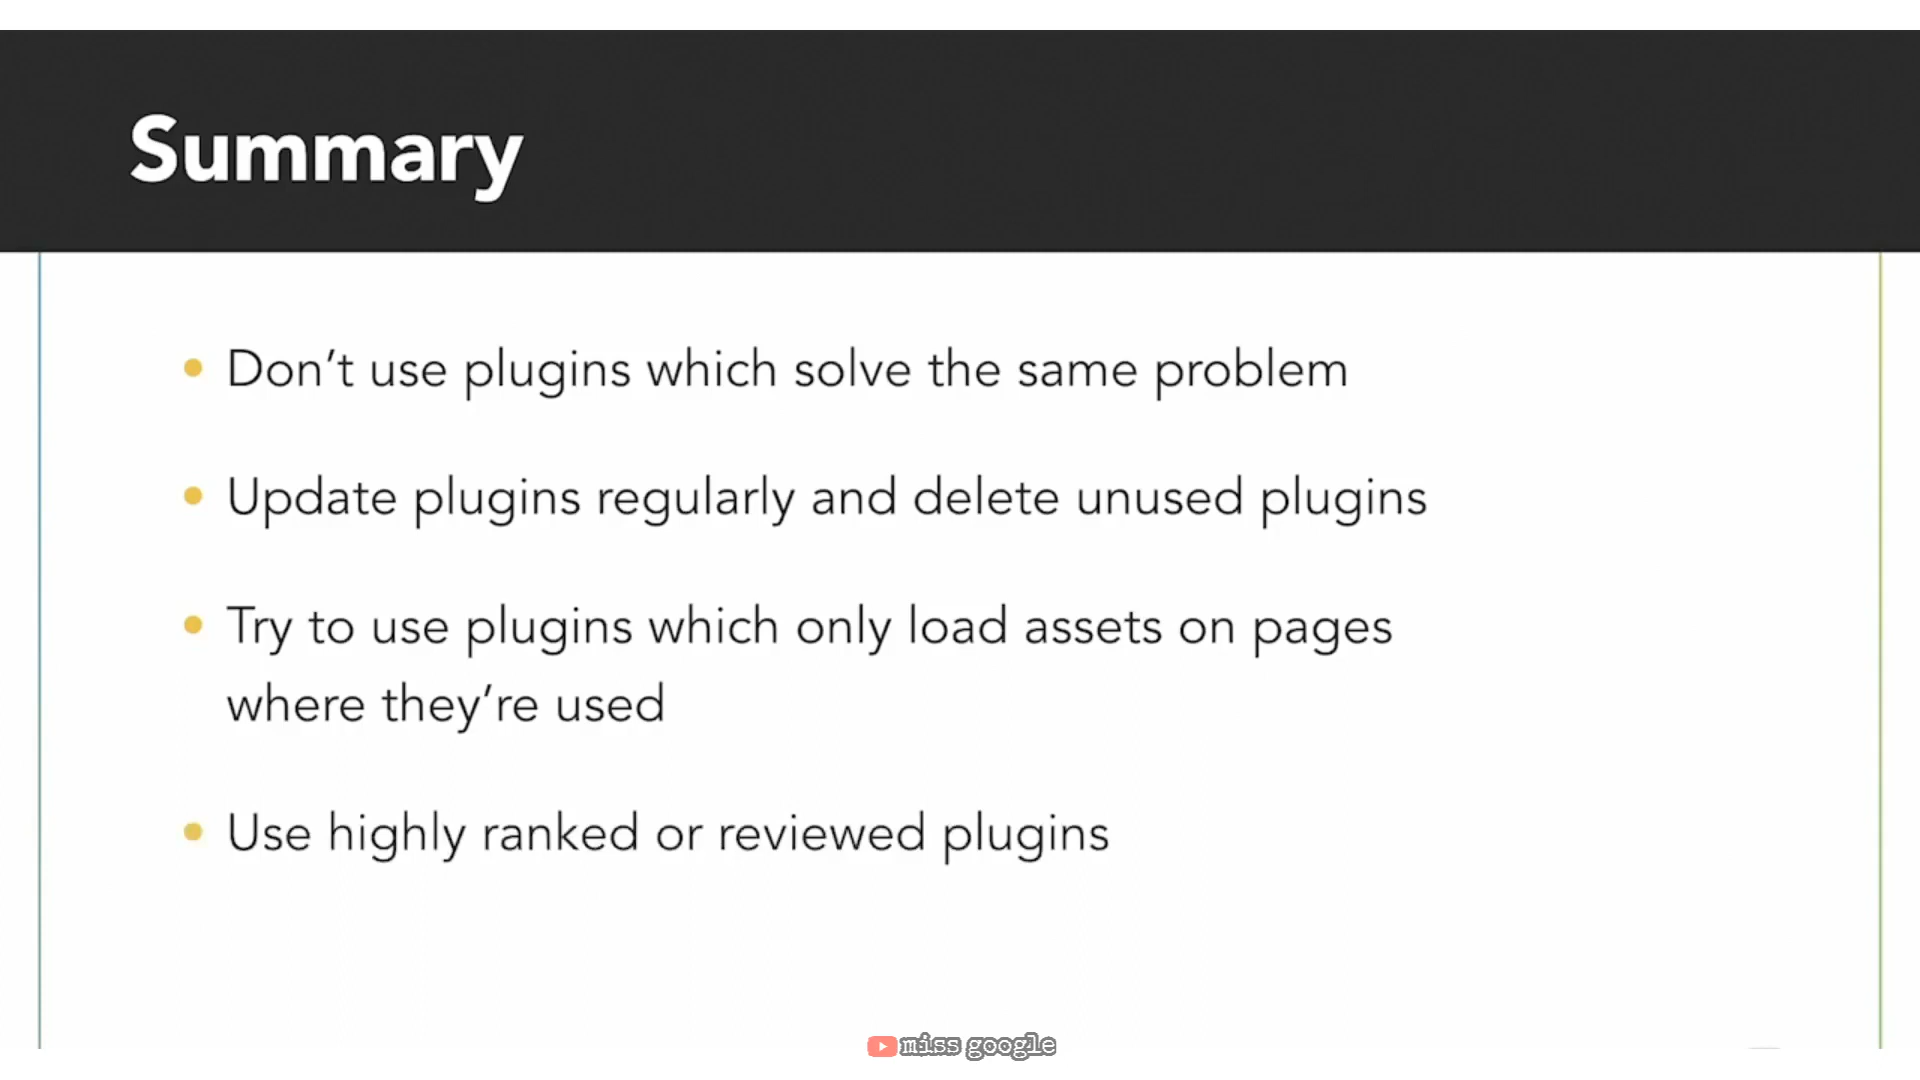 Summary
Don’t use plugins which solve the same problem
Update plugins regularly and delete unused plugins
Try to use plugins which only load assets on pages
where they’re used
Use highly ranked or reviewed plugins
miss google